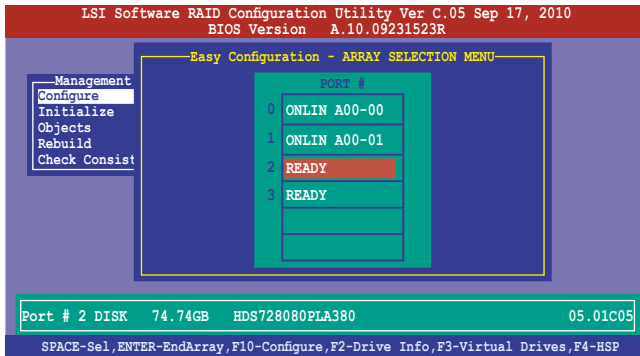 LSI Software RAID Configuration Utility Ver C.05 Sep 17, 2010
BIOS Version A.10.09231523R
Easy Configuration - ARRAY SELECTION MENU
Management
Configure
Initialize
Objects
Rebuild
Check Consist
PORT #
0 ONLIN A00-00
1 ONLIN A00-01
2 READY
3 READY
Port # 2 DISK 74.74GB HDS728080PLA380 05.01C05
SPACE-Sel,ENTER-EndArray,F10-Configure,F2-Drive Info,F3-Virtual Drives,F4-HSP